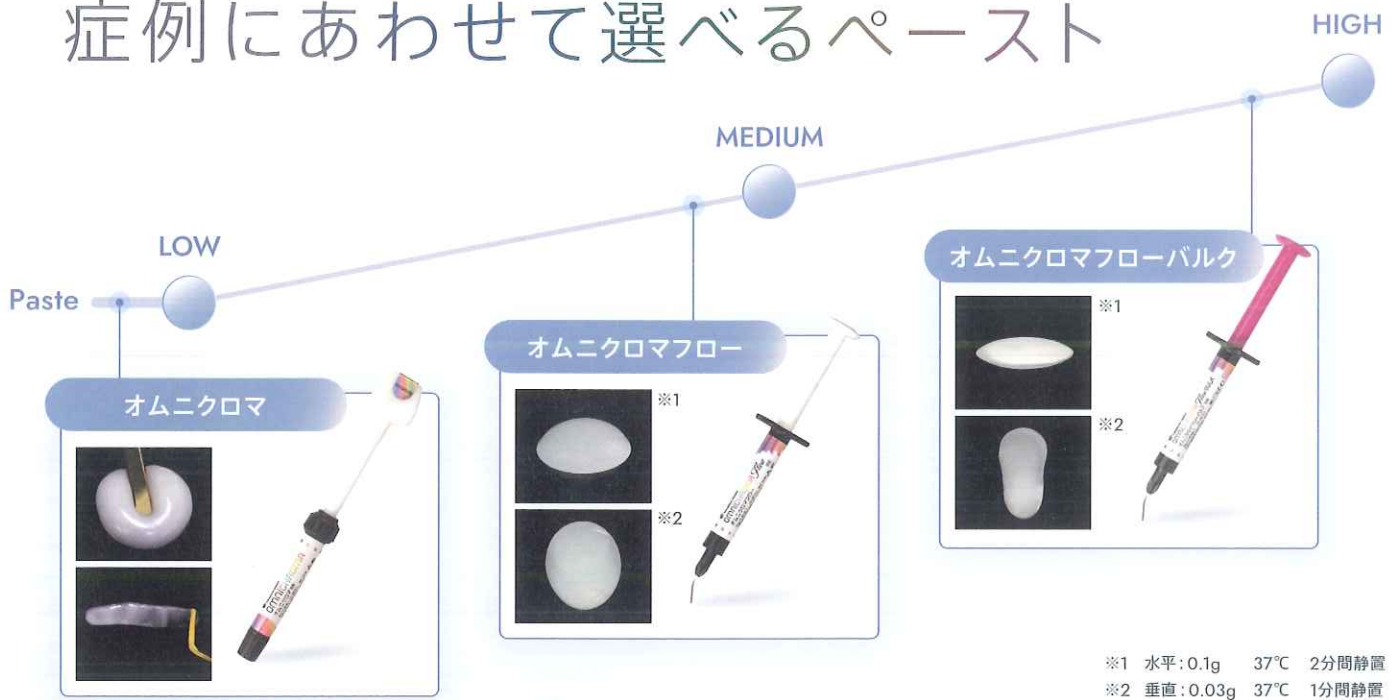 症例にあわせて選べるペースト
HIGH
MEDIUM
LOW
Paste
オムニクロマ
オムニクロマフロー
※1
※2
オムニクロマフローバルク
※1
※2
OMNICHROMA
OMNICHROMA Flow
※1 水平:0.1g 37℃ 2分間静置
※2 垂直:0.03g 37℃ 1分間静置